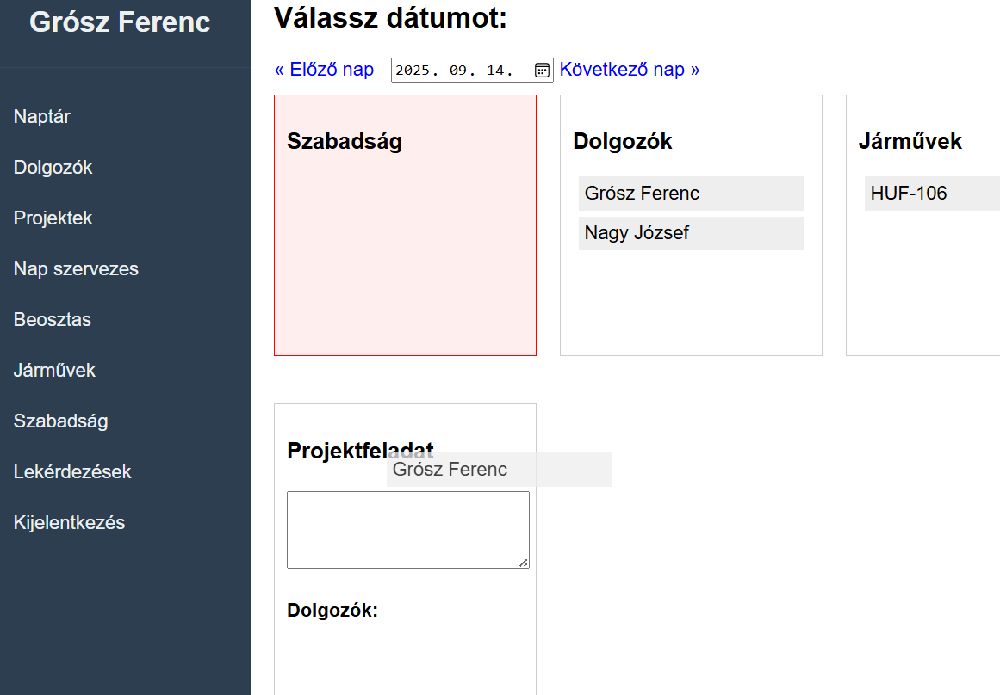 Grósz Ferenc
Naptár
Dolgozók
Projektek
Nap szervezes
Beosztas
Járművek
Szabadság
Lekérdezések
Kijelentkezés
Válassz dátumot:
« Előző nap 2025. 09. 14. Következő nap »
Szabadság
Dolgozók
Grósz Ferenc
Nagy József
Járművek
HUF-106
Projektfeladat
Grósz Ferenc
Dolgozók: